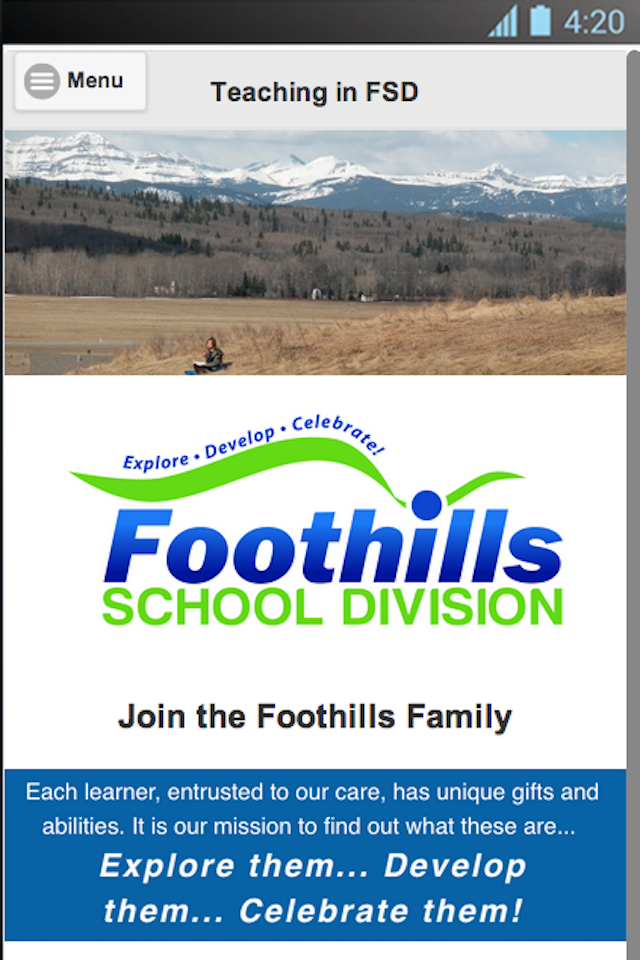 4:20
Menu
Teaching in FSD
Explore • Develop • Celebrate!
Foothills
SCHOOL DIVISION
Join the Foothills Family
Each learner, entrusted to our care, has unique gifts and
abilities. It is our mission to find out what these are...
Explore them... Develop
them... Celebrate them!